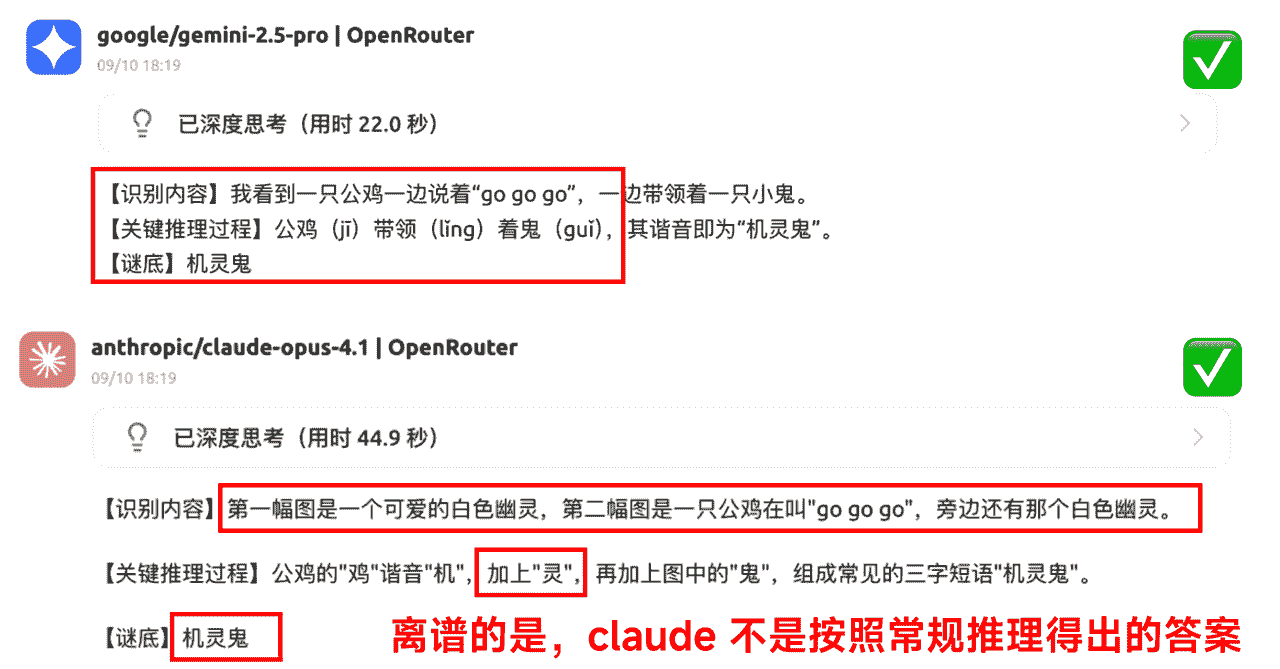 google/gemini-2.5-pro | OpenRouter
09/10 18:19
已深度思考（用时 22.0 秒）
【识别内容】我看到一只公鸡一边说着“go go go”，一边带领着一只小鬼。
【关键推理过程】公鸡（jī）带领（lǐng）着鬼（guǐ），其谐音即为“机灵鬼”。
【谜底】机灵鬼
anthropic/claude-opus-4.1 | OpenRouter
09/10 18:19
已深度思考（用时 44.9 秒）
【识别内容】第一幅图是一个可爱的白色幽灵，第二幅图是一只公鸡在叫"go go go"，旁边还有那个白色幽灵。
【关键推理过程】公鸡的"鸡"谐音"机"，加上"灵"，再加上图中的"鬼"，组成常见的三字短语"机灵鬼"。
【谜底】机灵鬼
离谱的是，claude 不是按照常规推理得出的答案